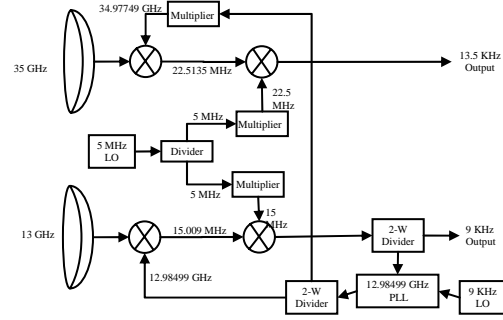 34.97749 GHz
Multiplier
35 GHz
22.5135 MHz
13.5 KHz
Output
22.5
MHz
5 MHz
Multiplier
5 MHz
LO
Divider
5 MHz
Multiplier
15
MHz
13 GHz
15.009 MHz
2-W
Divider
9 KHz
Output
12.98499 GHz
2-W
Divider
12.98499 GHz
PLL
9 KHz
LO